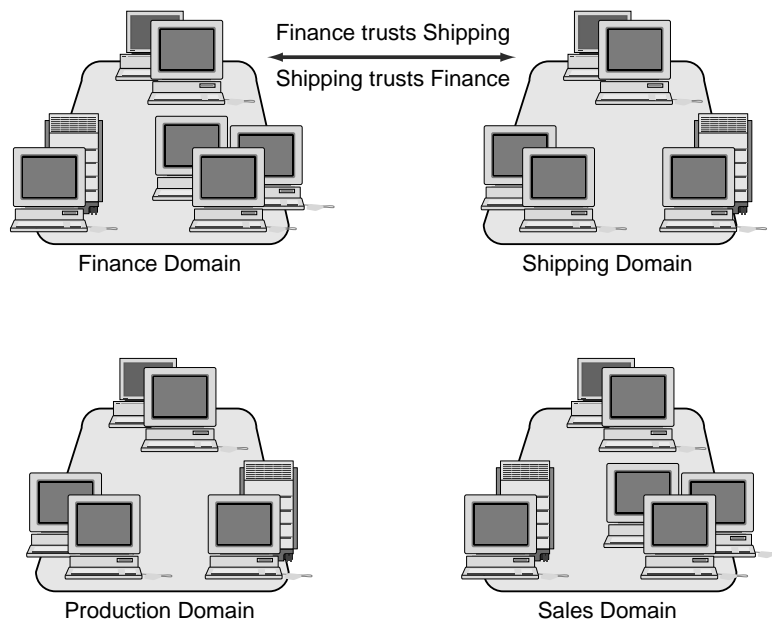 Finance trusts Shipping
Shipping trusts Finance
Finance Domain
Shipping Domain
Production Domain
Sales Domain